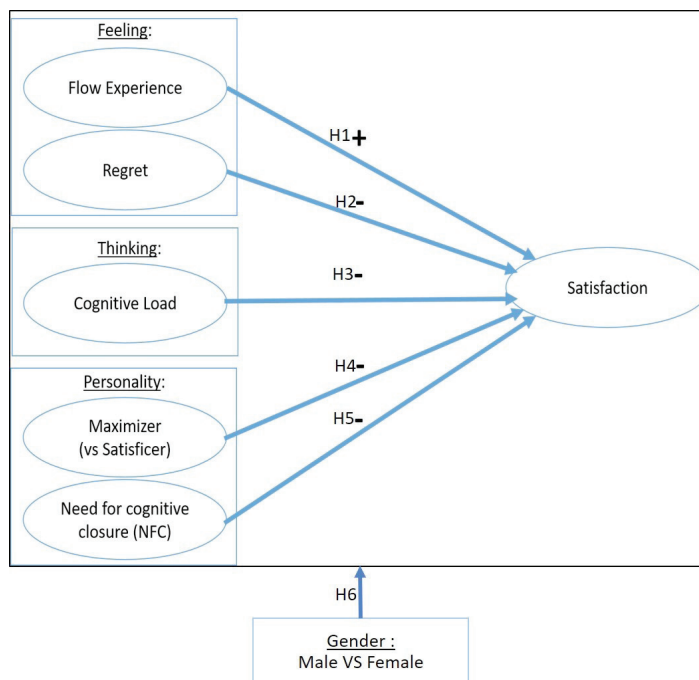 Feeling:
Flow Experience
H1+
Regret
H2-
Thinking:
H3-
Cognitive Load
Satisfaction
Personality:
H4-
Maximizer
(vs Satisficer)
H5-
Need for cognitive
closure (NFC)
H6
Gender :
Male VS Female